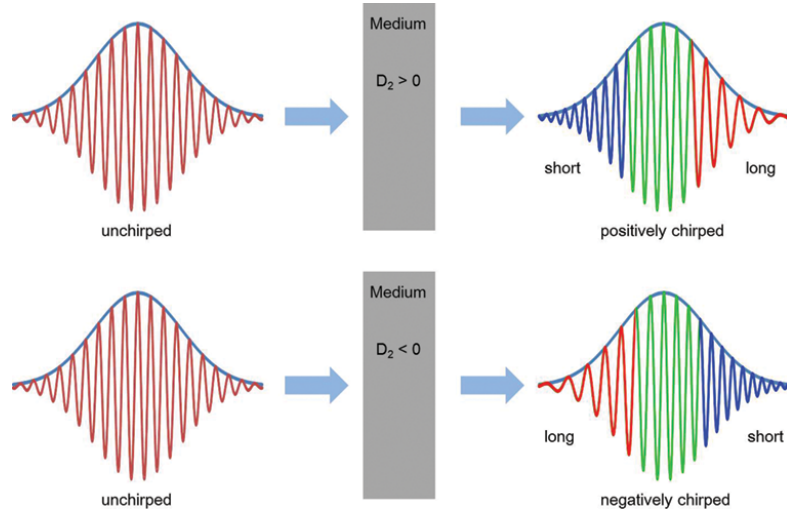 Medium
D₂ > 0
short
long
unchirped
positively chirped
Medium
D₂ < 0
long
short
unchirped
negatively chirped